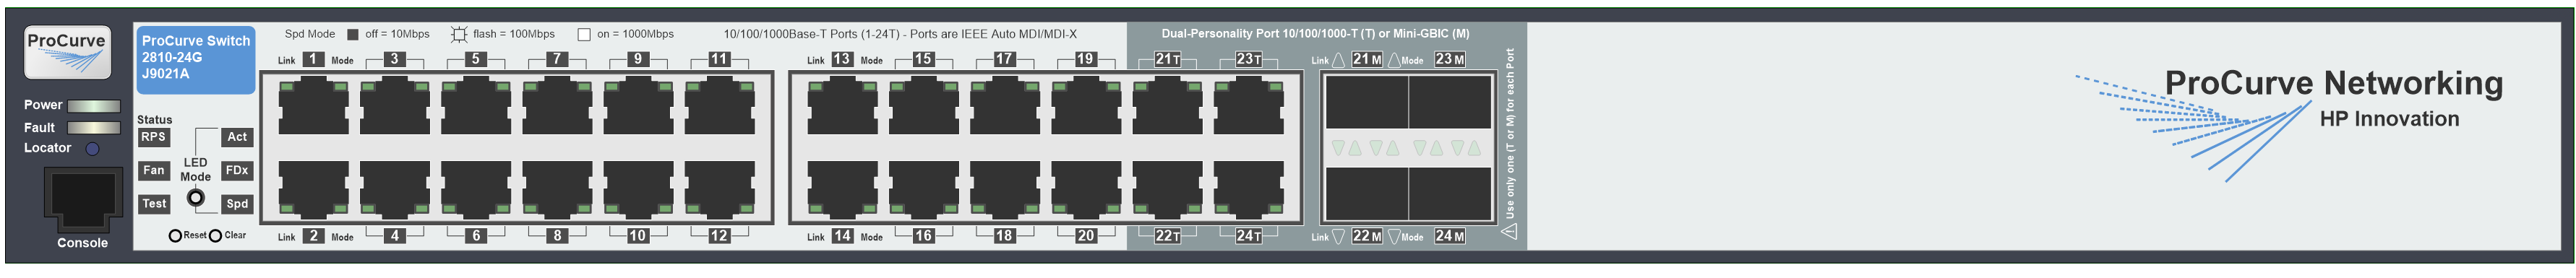 ProCurve
ProCurve Switch
2810-24G
J9021A
Power
Fault
Locator
Console
Status
RPS
Fan
Test
LED
Mode
Act
FDx
Spd
Reset
Clear
Spd Mode
off = 10Mbps
flash = 100Mbps
on = 1000Mbps
10/100/1000Base-T Ports (1-24T) - Ports are IEEE Auto MDI/MDI-X
Dual-Personality Port 10/100/1000-T (T) or Mini-GBIC (M)
Link 1 Mode 3 5 7 9 11
Link 13 Mode 15 17 19 21T 23T
Link 21 M Mode 23 M
Link 2 Mode 4 6 8 10 12
Link 14 Mode 16 18 20 22T 24T
Link 22 M Mode 24 M
Use only one (T or M) for each Port
ProCurve Networking
HP Innovation